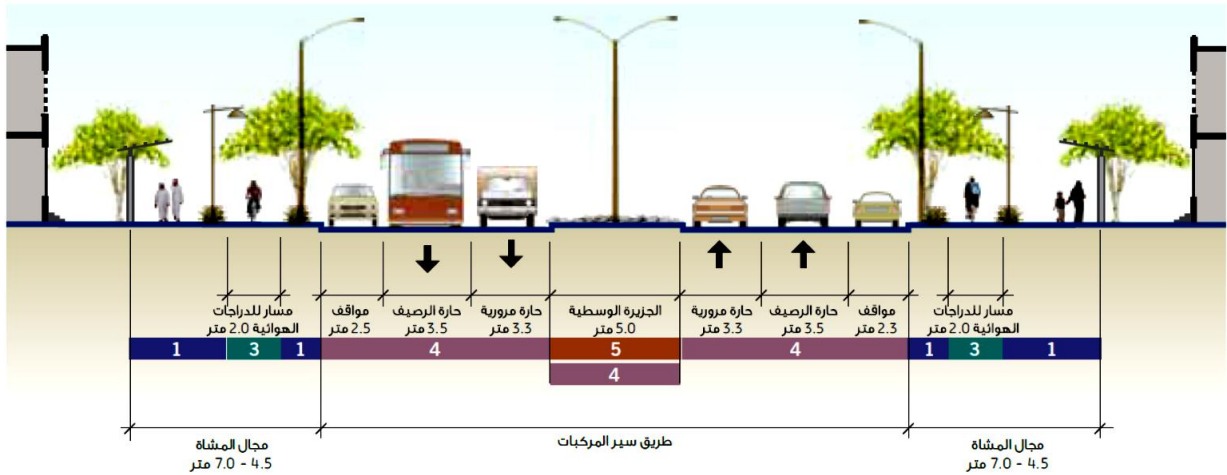 مسار للدراجات
الهوائية 2.0 متر
مواقف
2.5 متر
حارة الرصيف
3.5 متر
حارة مرورية
3.3 متر
الجزيرة الوسطية
5.0 متر
حارة مرورية
3.3 متر
حارة الرصيف
3.5 متر
مواقف
2.3 متر
مسار للدراجات
الهوائية 2.0 متر
1 3 1 4 5 4 1 3 1
4
مجال المشاة
4.5 - 7.0 متر
طريق سير المركبات
مجال المشاة
4.5 - 7.0 متر